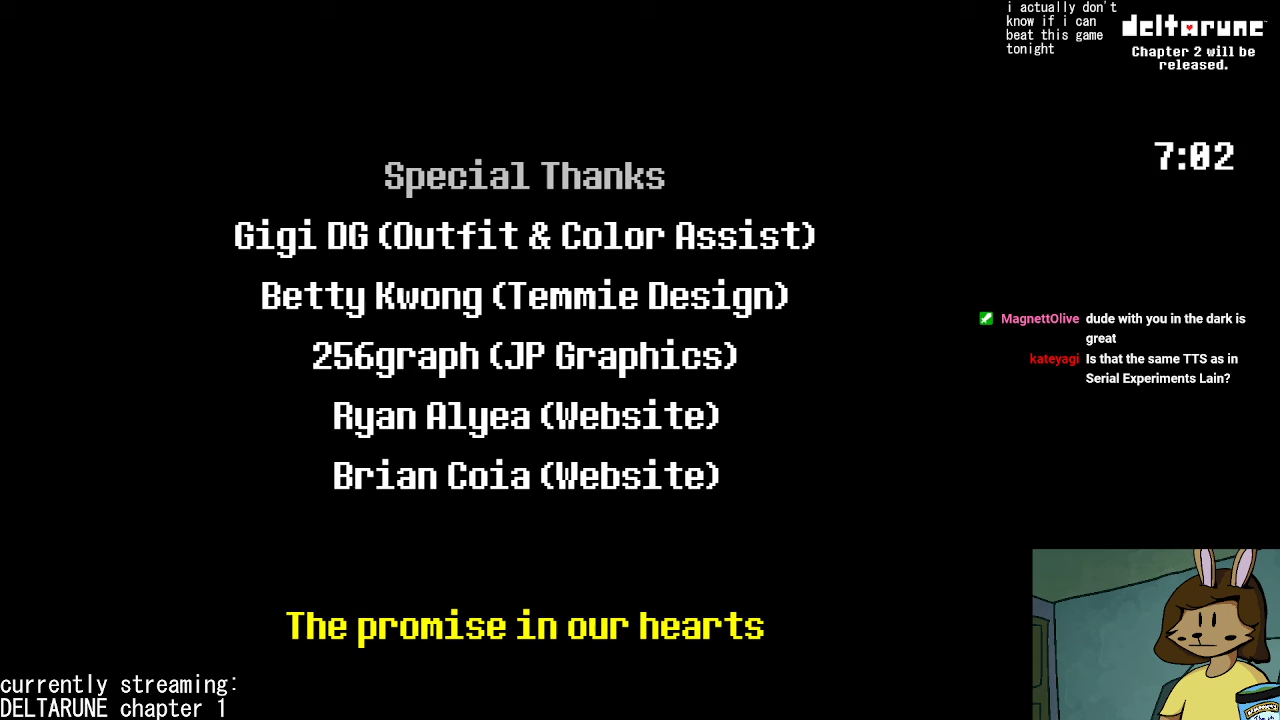 i actually don't
know if i can
beat this game
tonight
deltarune
Chapter 2 will be
released.
7:02
Special Thanks
Gigi DG (Outfit & Color Assist)
Betty Kwong (Temmie Design)
256graph (JP Graphics)
Ryan Alyea (Website)
Brian Coia (Website)
The promise in our hearts
MagnettOlive dude with you in the dark is
great
kateyagi Is that the same TTS as in
Serial Experiments Lain?
currently streaming:
DELTARUNE chapter 1